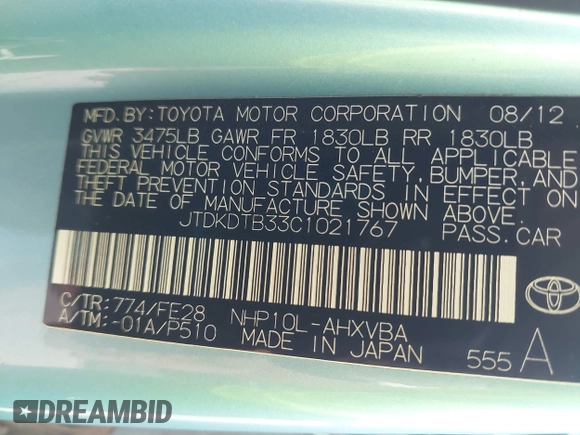 MFD. BY: TOYOTA MOTOR CORPORATION 08/12
GVWR 3475LB GAWR FR 1830LB RR 1830LB
THIS VEHICLE CONFORMS TO ALL APPLICABLE
FEDERAL MOTOR VEHICLE SAFETY, BUMPER, AND
THEFT PREVENTION STANDARDS IN EFFECT ON
THE DATE OF MANUFACTURE SHOWN ABOVE.
JTDKDTB33C1021767 PASS. CAR
C/TR: 774/FE28 NHP10L-AHXVBA
A/TM: -01A/P510 MADE IN JAPAN 555 A
DREAMBID